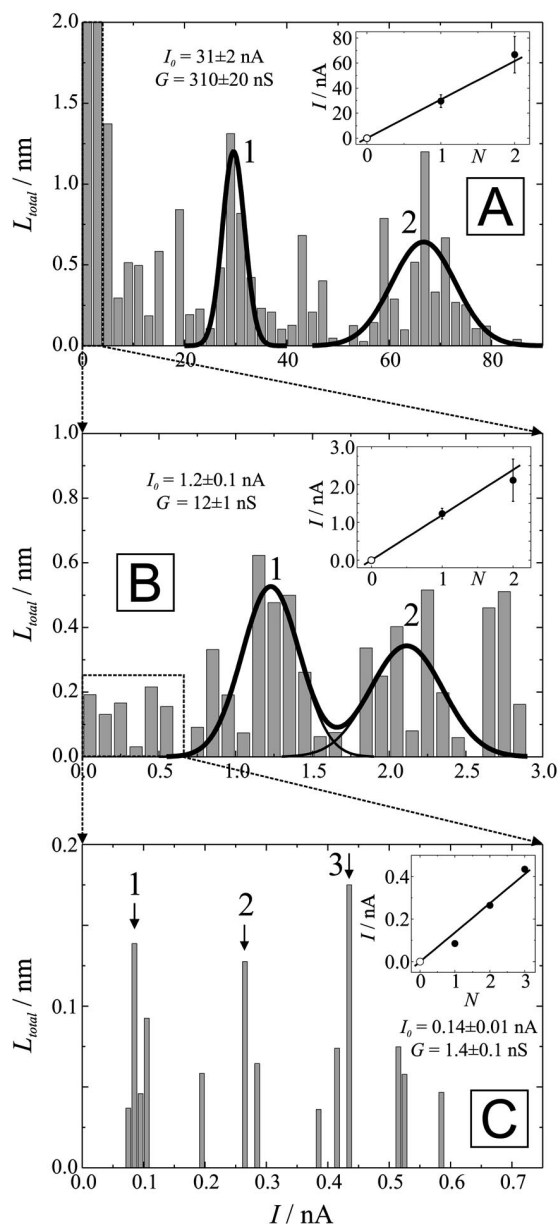 2.0
1.5
1.0
0.5
0.0
L_total / nm
I_0 = 31±2 nA
G = 310±20 nS
80
60
40
20
0
I / nA
0 1 N 2
1
2
A
0 20 40 60 80
1.0
0.8
0.6
0.4
0.2
0.0
L_total / nm
I_0 = 1.2±0.1 nA
G = 12±1 nS
3.0
2.0
1.0
0.0
I / nA
0 1 N 2
B
1
2
0.0 0.5 1.0 1.5 2.0 2.5 3.0
0.2
0.1
0.0
L_total / nm
1
2
3
0.4
0.2
0.0
I / nA
0 1 2 3
N
I_0 = 0.14±0.01 nA
G = 1.4±0.1 nS
C
0.0 0.1 0.2 0.3 0.4 0.5 0.6 0.7
I / nA